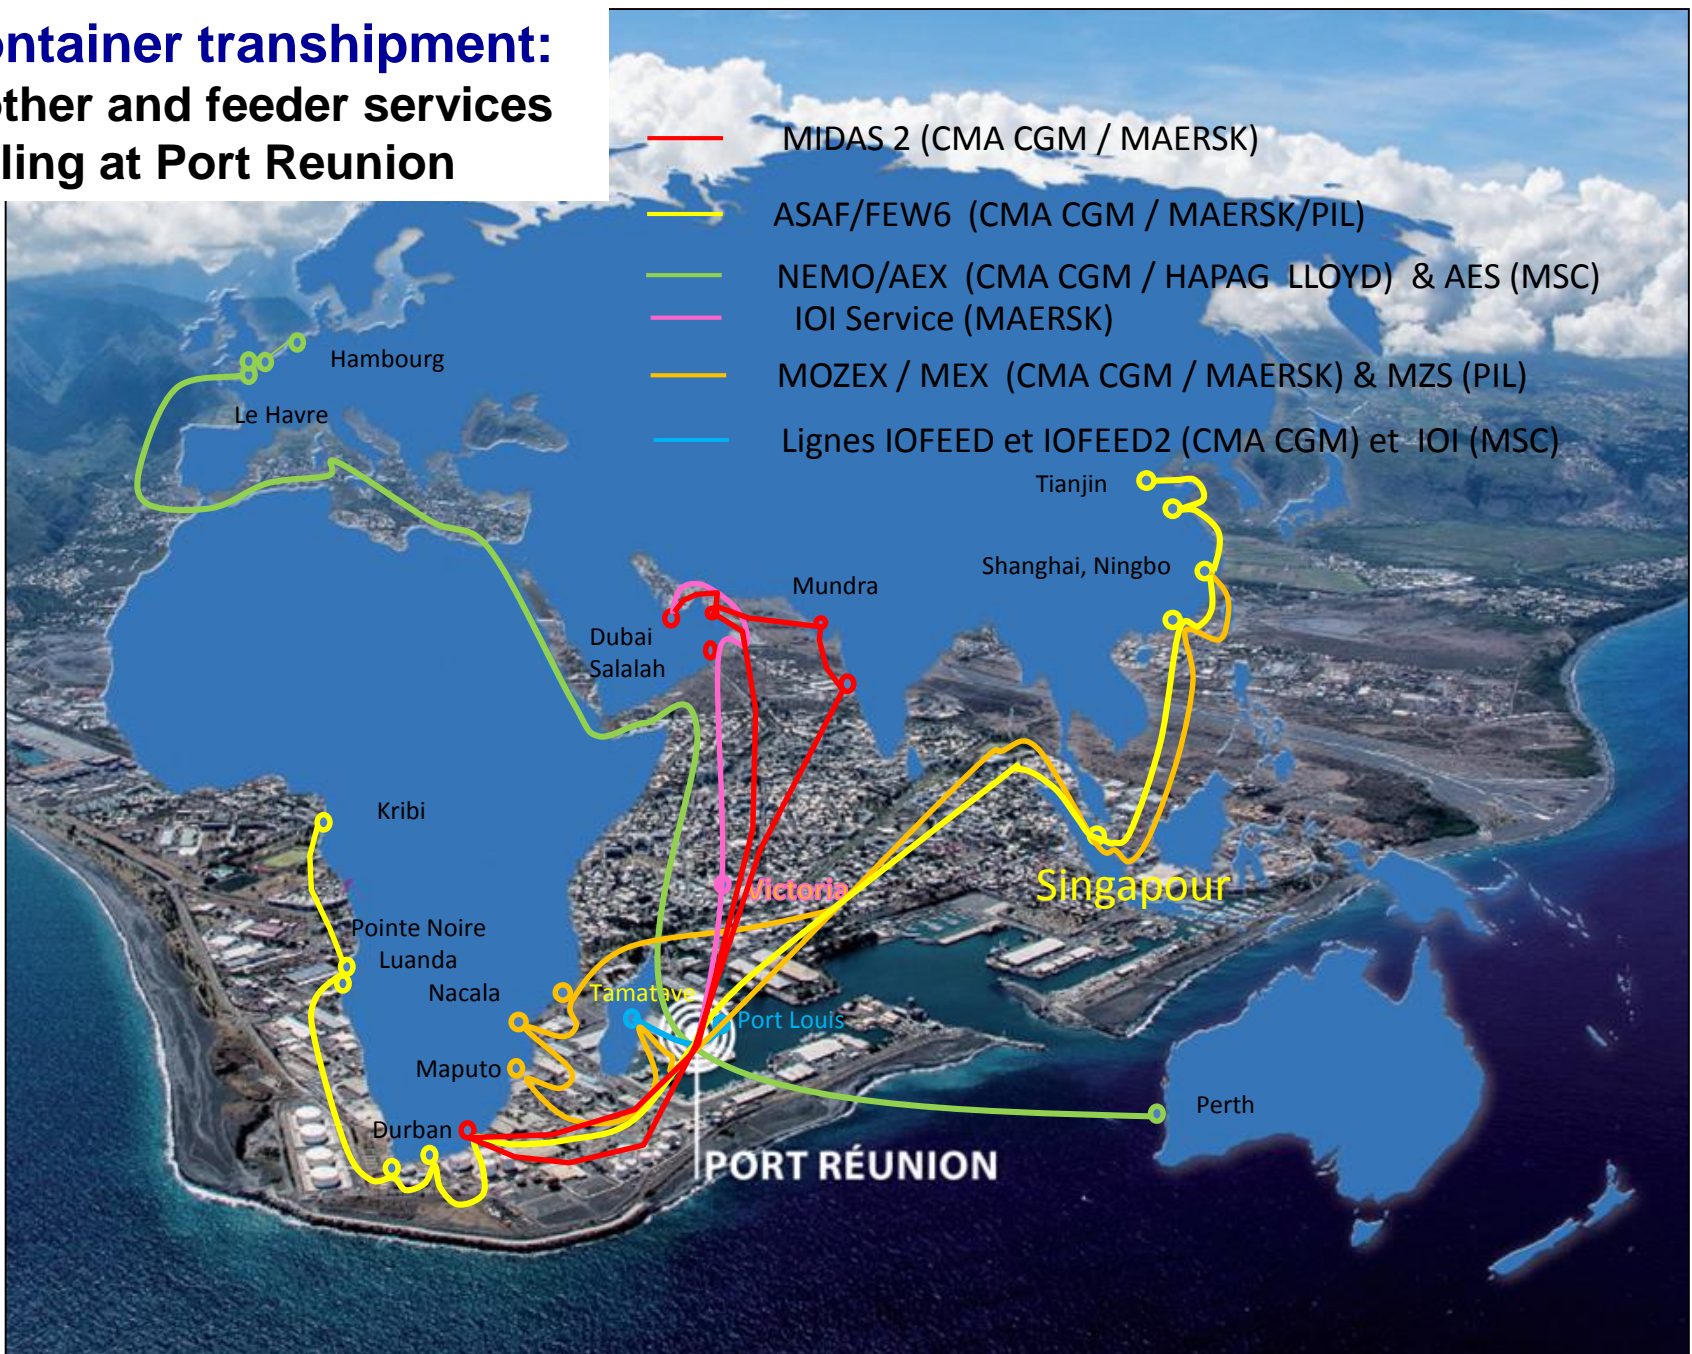 ontainer transhipment:
other and feeder services
ling at Port Reunion
MIDAS 2 (CMA CGM / MAERSK)
ASAF/FEW6 (CMA CGM / MAERSK/PIL)
NEMO/AEX (CMA CGM / HAPAG LLOYD) & AES (MSC)
IOI Service (MAERSK)
MOZEX / MEX (CMA CGM / MAERSK) & MZS (PIL)
Lignes IOFEED et IOFEED2 (CMA CGM) et IOI (MSC)
Hambourg
Le Havre
Tianjin
Shanghai, Ningbo
Mundra
Dubai
Salalah
Kribi
Singapour
Victoria
Pointe Noire
Luanda
Nacala
Tamatave
Port Louis
Maputo
Perth
Durban
PORT RÉUNION